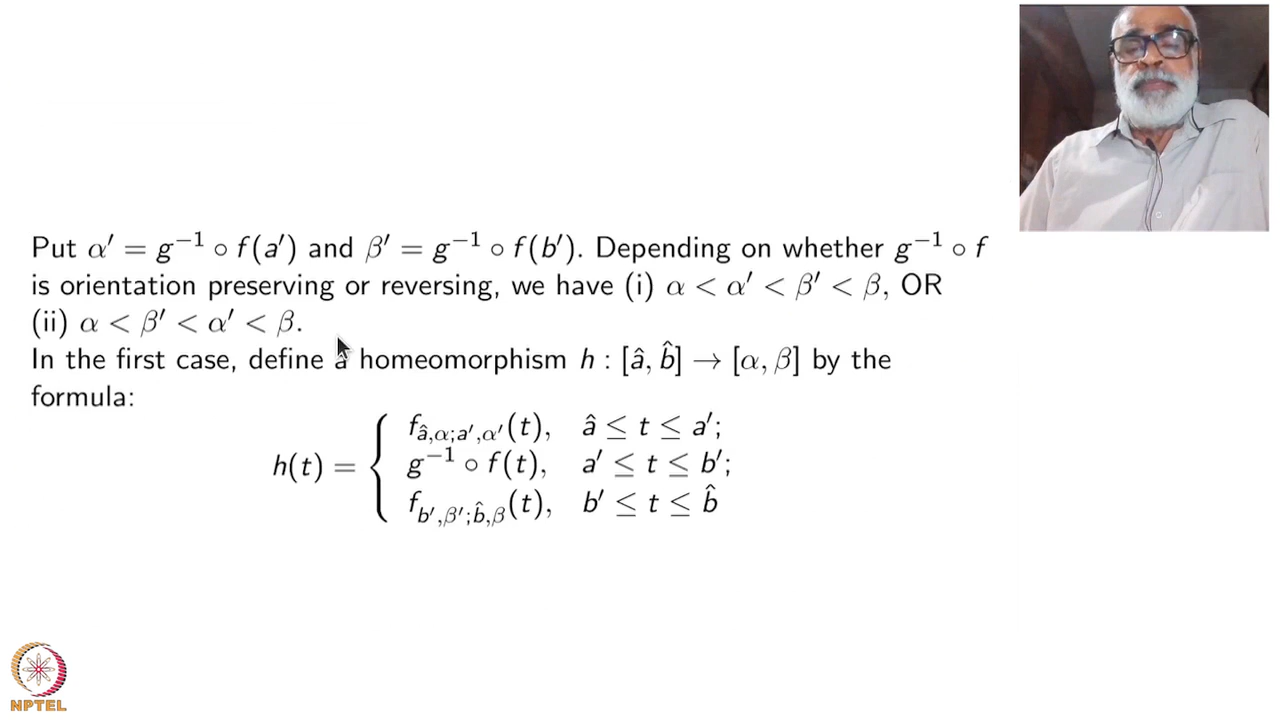 Put α′ = g⁻¹ ∘ f(a′) and β′ = g⁻¹ ∘ f(b′). Depending on whether g⁻¹ ∘ f
is orientation preserving or reversing, we have (i) α < α′ < β′ < β, OR
(ii) α < β′ < α′ < β.
In the first case, define a homeomorphism h : [â, b̂] → [α, β] by the
formula:
h(t) = { f_{â,α;a′,α′}(t), â ≤ t ≤ a′;
g⁻¹ ∘ f(t), a′ ≤ t ≤ b′;
f_{b′,β′;b̂,β}(t), b′ ≤ t ≤ b̂
NPTEL